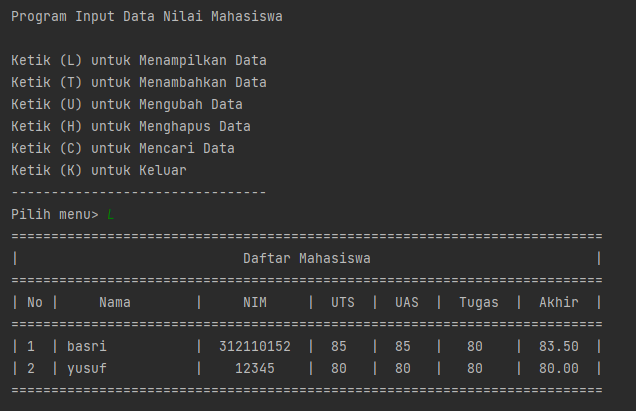 Program Input Data Nilai Mahasiswa
Ketik (L) untuk Menampilkan Data
Ketik (T) untuk Menambahkan Data
Ketik (U) untuk Mengubah Data
Ketik (H) untuk Menghapus Data
Ketik (C) untuk Mencari Data
Ketik (K) untuk Keluar
--------------------------------
Pilih menu> L
==========================================================================
|                            Daftar Mahasiswa                            |
==========================================================================
| No |     Nama        |     NIM     |  UTS  |  UAS  |  Tugas  |  Akhir  |
==========================================================================
| 1  | basri           |  312110152  |  85   |  85   |   80    |  83.50  |
| 2  | yusuf           |    12345    |  80   |  80   |   80    |  80.00  |
==========================================================================